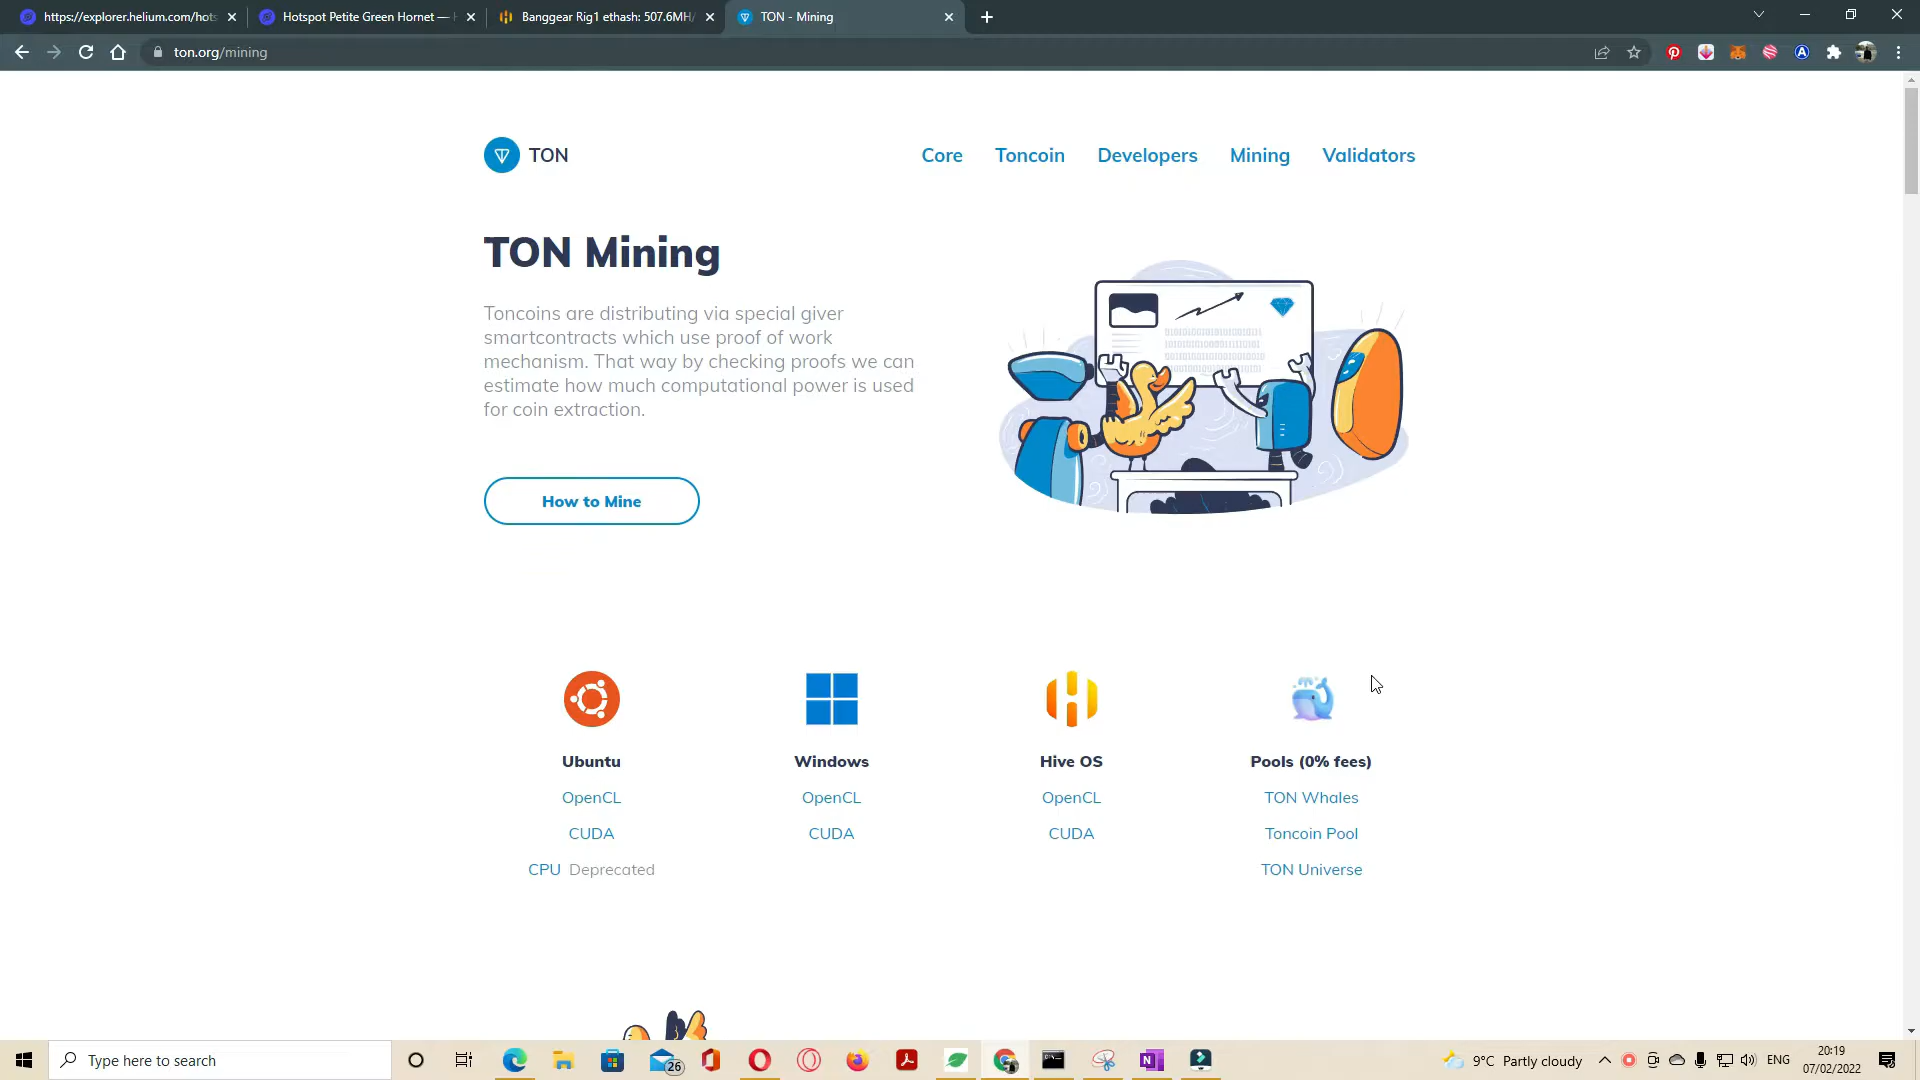 https://explorer.helium.com/hots
Hotspot Petite Green Hornet —
Banggear Rig1 ethash: 507.6MH/
TON - Mining
ton.org/mining
TON
Core
Toncoin
Developers
Mining
Validators
TON Mining
Toncoins are distributing via special giver
smartcontracts which use proof of work
mechanism. That way by checking proofs we can
estimate how much computational power is used
for coin extraction.
How to Mine
Ubuntu
OpenCL
CUDA
CPU Deprecated
Windows
OpenCL
CUDA
Hive OS
OpenCL
CUDA
Pools (0% fees)
TON Whales
Toncoin Pool
TON Universe
Type here to search
26
9°C Partly cloudy
ENG
20:19
07/02/2022